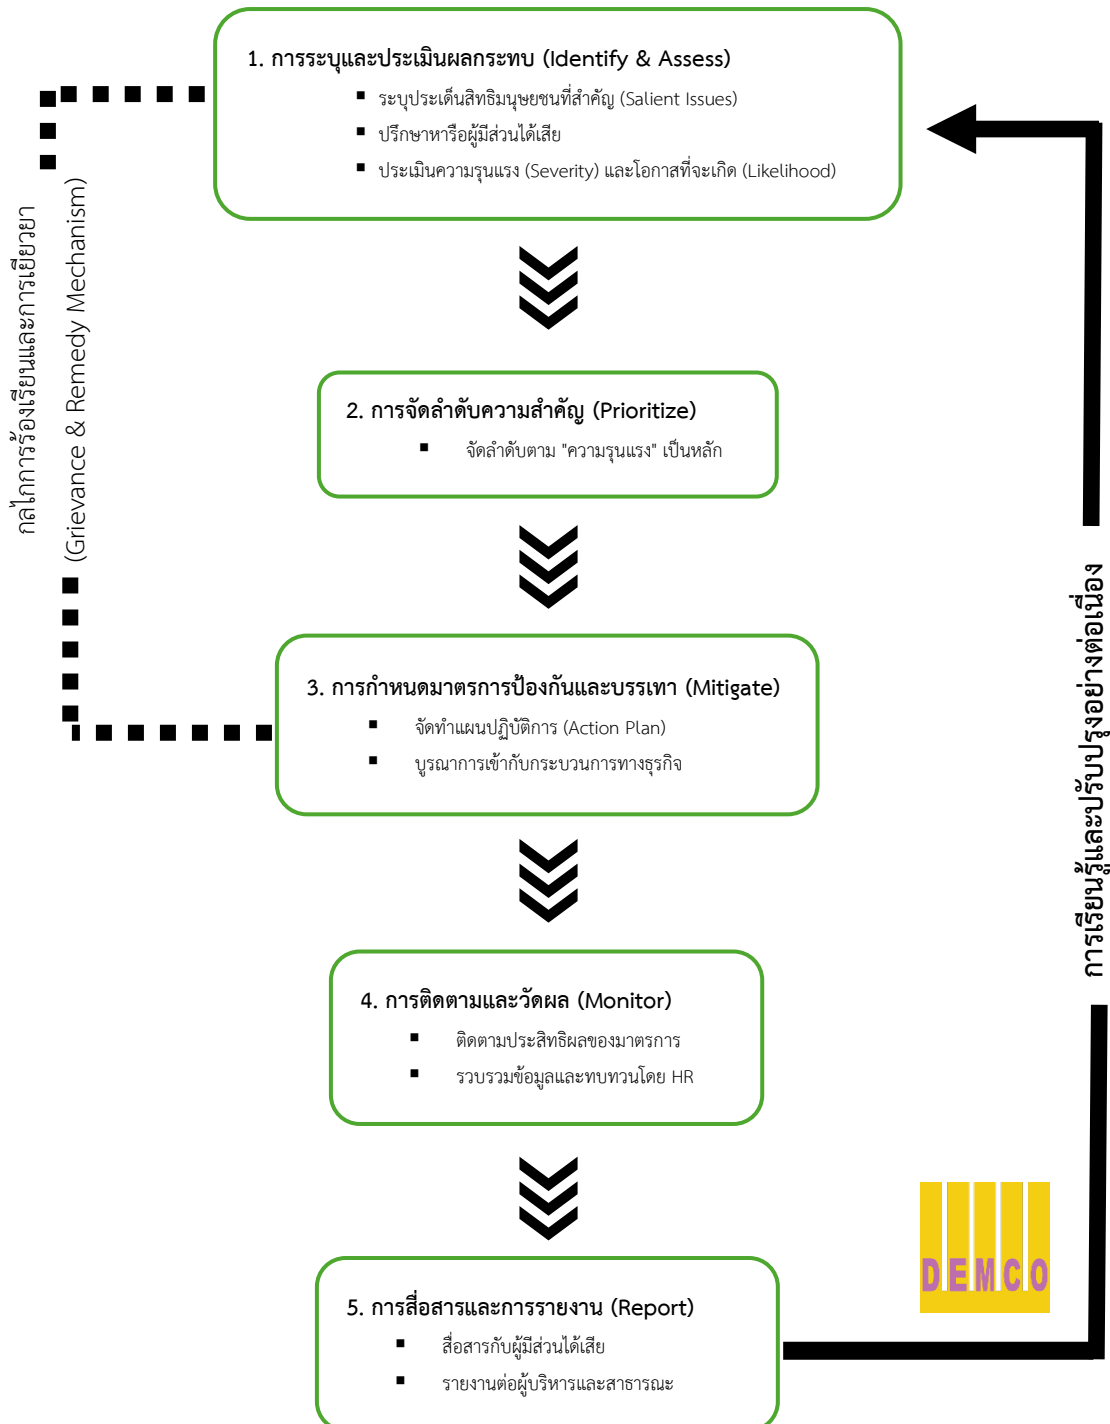 1. การระบุและประเมินผลกระทบ (Identify & Assess)
▪ ระบุประเด็นสิทธิมนุษยชนที่สำคัญ (Salient Issues)
▪ ปรึกษาหารือผู้มีส่วนได้เสีย
▪ ประเมินความรุนแรง (Severity) และโอกาสที่จะเกิด (Likelihood)
กลไกการร้องเรียนและการเยียวยา
(Grievance & Remedy Mechanism)
2. การจัดลำดับความสำคัญ (Prioritize)
▪ จัดลำดับตาม "ความรุนแรง" เป็นหลัก
3. การกำหนดมาตรการป้องกันและบรรเทา (Mitigate)
▪ จัดทำแผนปฏิบัติการ (Action Plan)
▪ บูรณาการเข้ากับกระบวนการทางธุรกิจ
การเรียนรู้และปรับปรุงอย่างต่อเนื่อง
4. การติดตามและวัดผล (Monitor)
▪ ติดตามประสิทธิผลของมาตรการ
▪ รวบรวมข้อมูลและทบทวนโดย HR
DEMCO
5. การสื่อสารและการรายงาน (Report)
▪ สื่อสารกับผู้มีส่วนได้เสีย
▪ รายงานต่อผู้บริหารและสาธารณะ